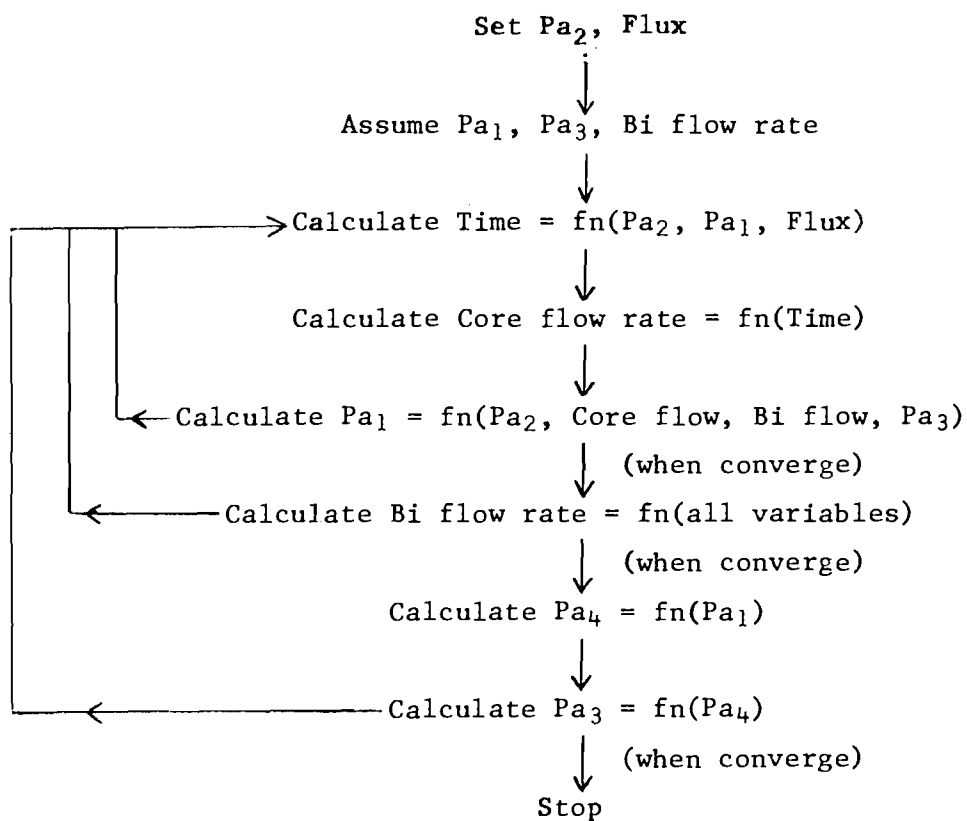 Set Pa₂, Flux
Assume Pa₁, Pa₃, Bi flow rate
Calculate Time = fn(Pa₂, Pa₁, Flux)
Calculate Core flow rate = fn(Time)
Calculate Pa₁ = fn(Pa₂, Core flow, Bi flow, Pa₃)
(when converge)
Calculate Bi flow rate = fn(all variables)
(when converge)
Calculate Pa₄ = fn(Pa₁)
Calculate Pa₃ = fn(Pa₄)
(when converge)
Stop